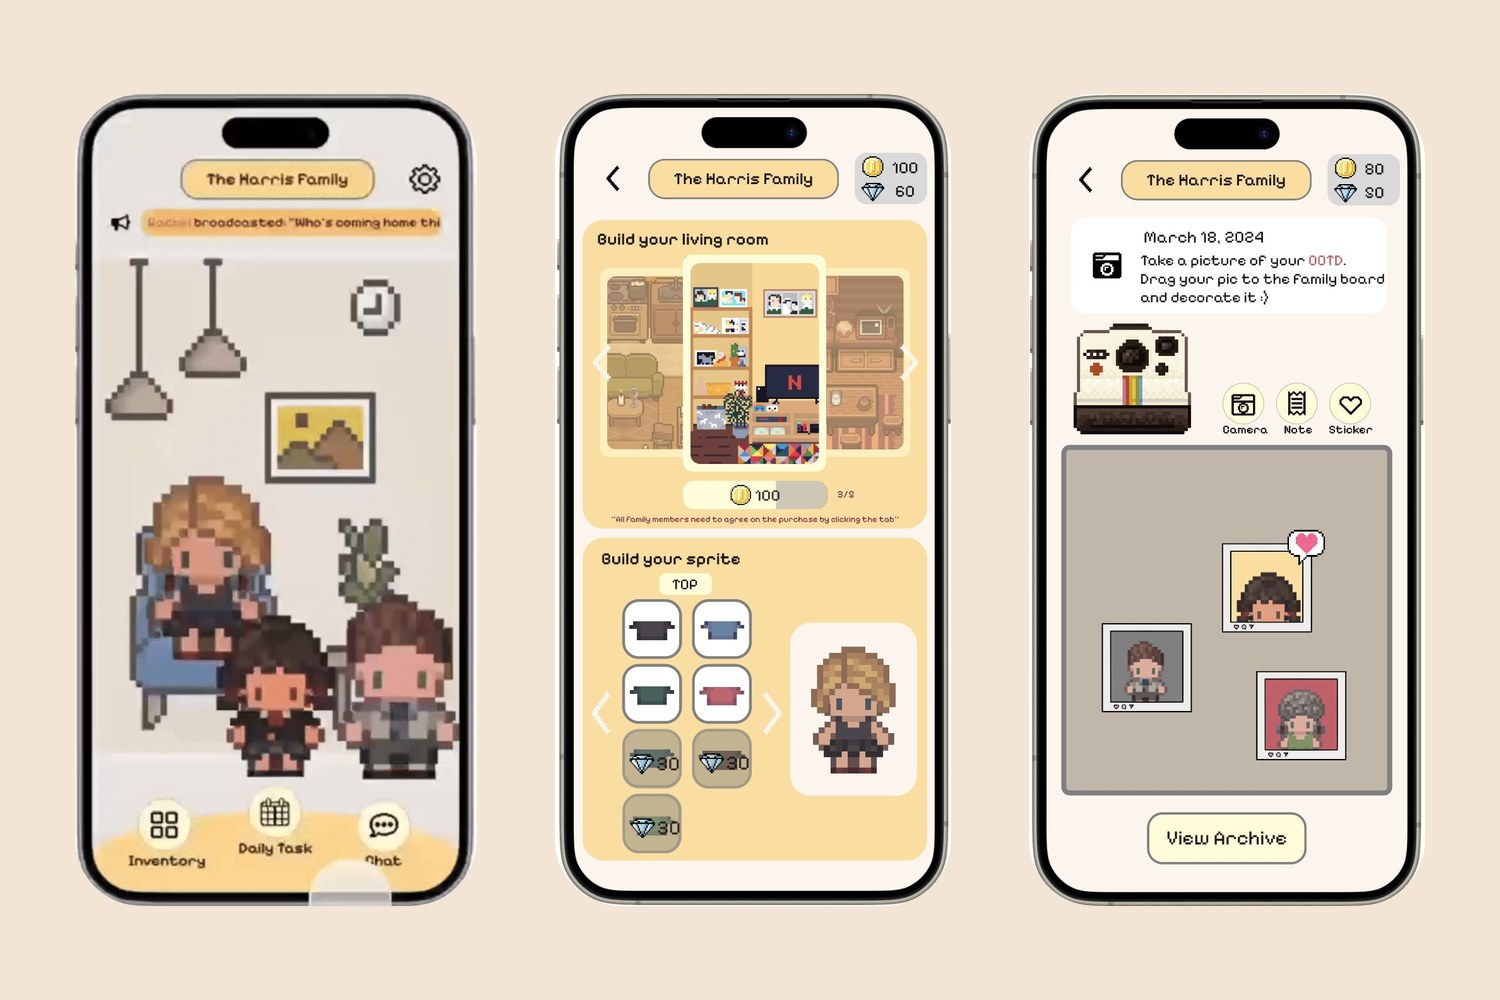 The Harris Family
Rachel broadcasted: "Who's coming home thi
Inventory
Daily Task
Chat
The Harris Family
100
60
Build your living room
N
100
3/5
"All family members need to agree on the purchase by clicking the tab"
Build your sprite
TOP
30
30
30
The Harris Family
80
50
March 18, 2024
Take a picture of your OOTD.
Drag your pic to the family board
and decorate it :)
Camera
Note
Sticker
View Archive